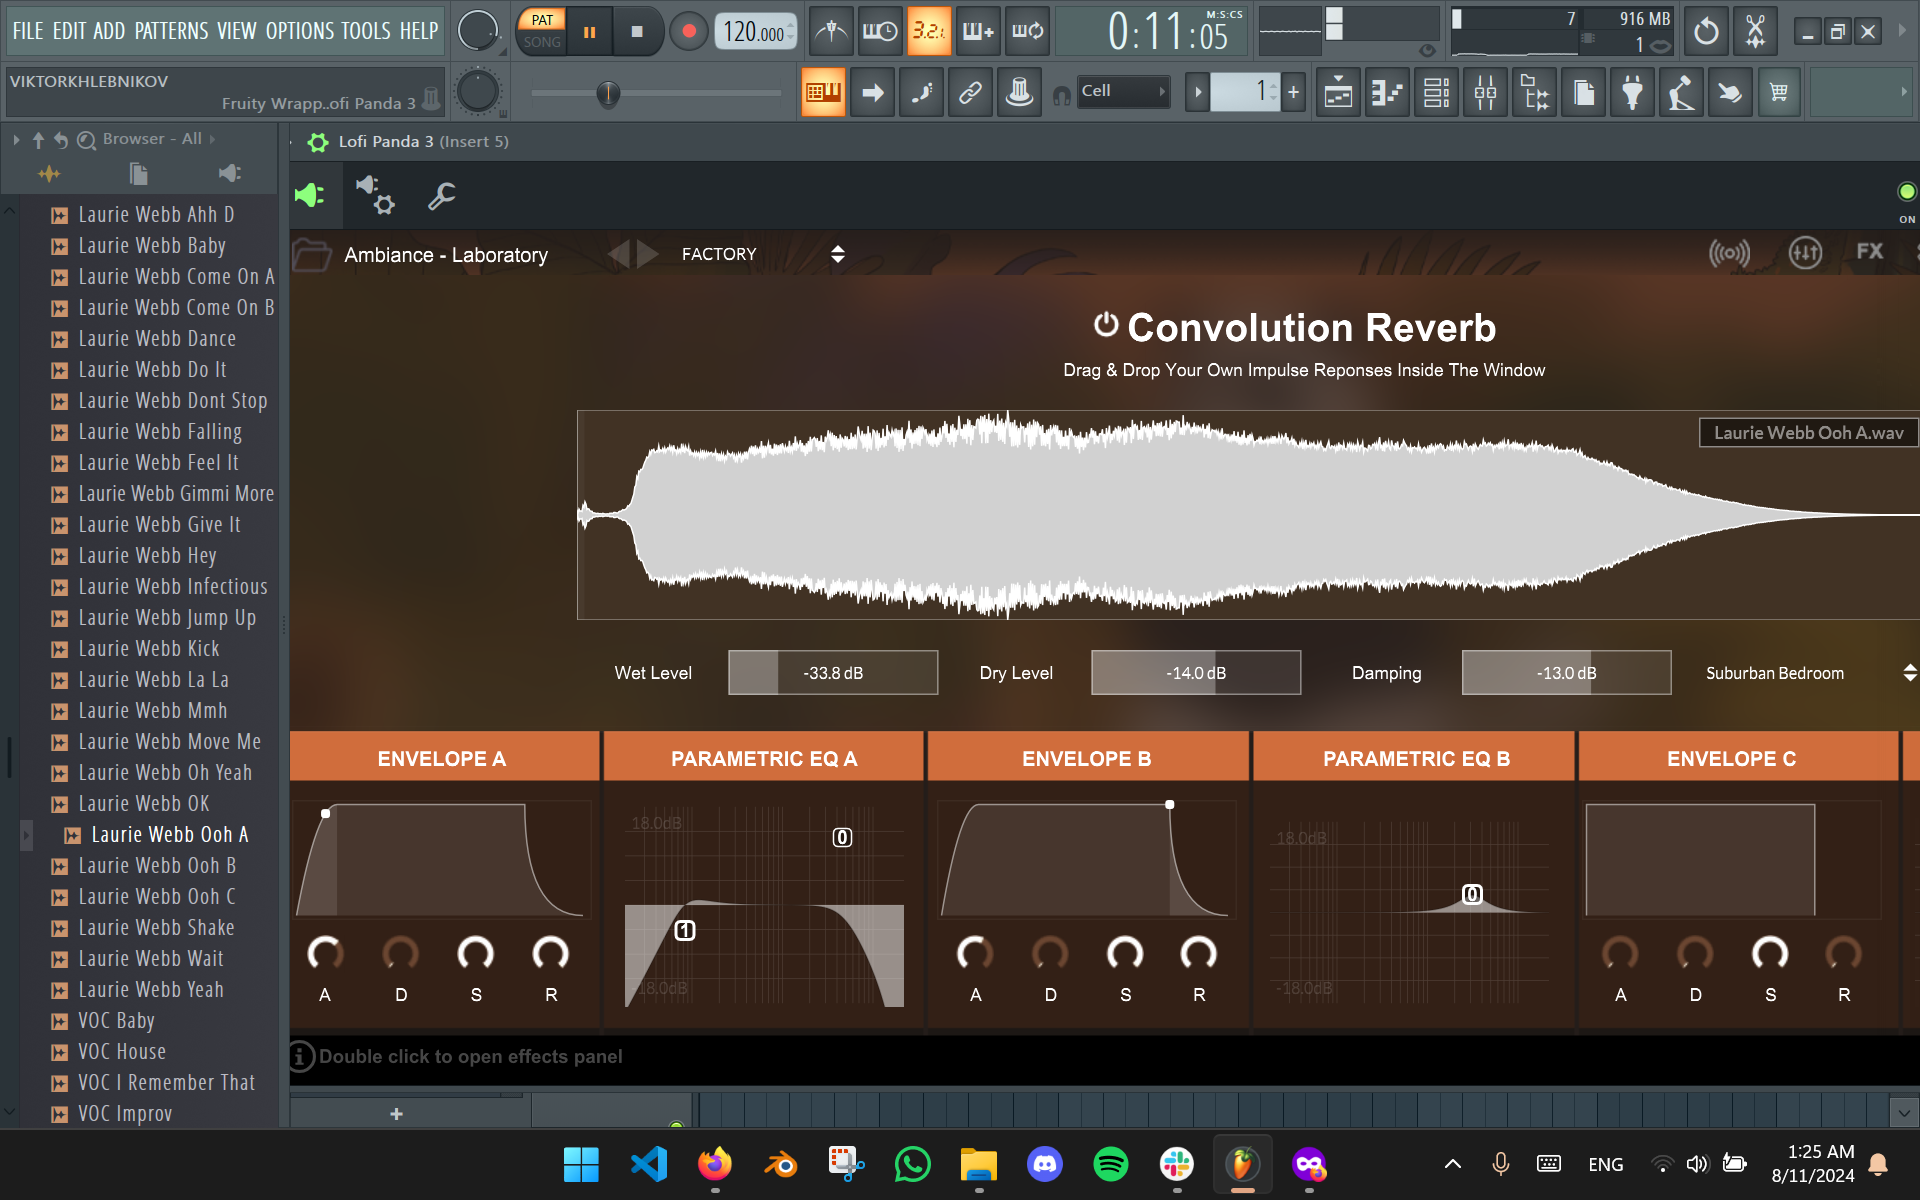 FILE EDIT ADD PATTERNS VIEW OPTIONS TOOLS HELP
PAT
SONG
120.000
3.2.1.
0:11:05
M:S:CS
7
916 MB
1
VIKTORKHLEBNIKOV
Fruity Wrapp..ofi Panda 3
Cell
1
+
Browser - All
Lofi Panda 3 (Insert 5)
ON
Laurie Webb Ahh D
Laurie Webb Baby
Laurie Webb Come On A
Laurie Webb Come On B
Laurie Webb Dance
Laurie Webb Do It
Laurie Webb Dont Stop
Laurie Webb Falling
Laurie Webb Feel It
Laurie Webb Gimmi More
Laurie Webb Give It
Laurie Webb Hey
Laurie Webb Infectious
Laurie Webb Jump Up
Laurie Webb Kick
Laurie Webb La La
Laurie Webb Mmh
Laurie Webb Move Me
Laurie Webb Oh Yeah
Laurie Webb OK
Laurie Webb Ooh A
Laurie Webb Ooh B
Laurie Webb Ooh C
Laurie Webb Shake
Laurie Webb Wait
Laurie Webb Yeah
VOC Baby
VOC House
VOC I Remember That
VOC Improv
Ambiance - Laboratory
FACTORY
FX
Convolution Reverb
Drag & Drop Your Own Impulse Reponses Inside The Window
Laurie Webb Ooh A.wav
Wet Level
-33.8 dB
Dry Level
-14.0 dB
Damping
-13.0 dB
Suburban Bedroom
ENVELOPE A
PARAMETRIC EQ A
ENVELOPE B
PARAMETRIC EQ B
ENVELOPE C
18.0dB
0
1
-18.0dB
18.0dB
0
-18.0dB
A D S R
A D S R
A D S R
Double click to open effects panel
+
ENG
1:25 AM
8/11/2024